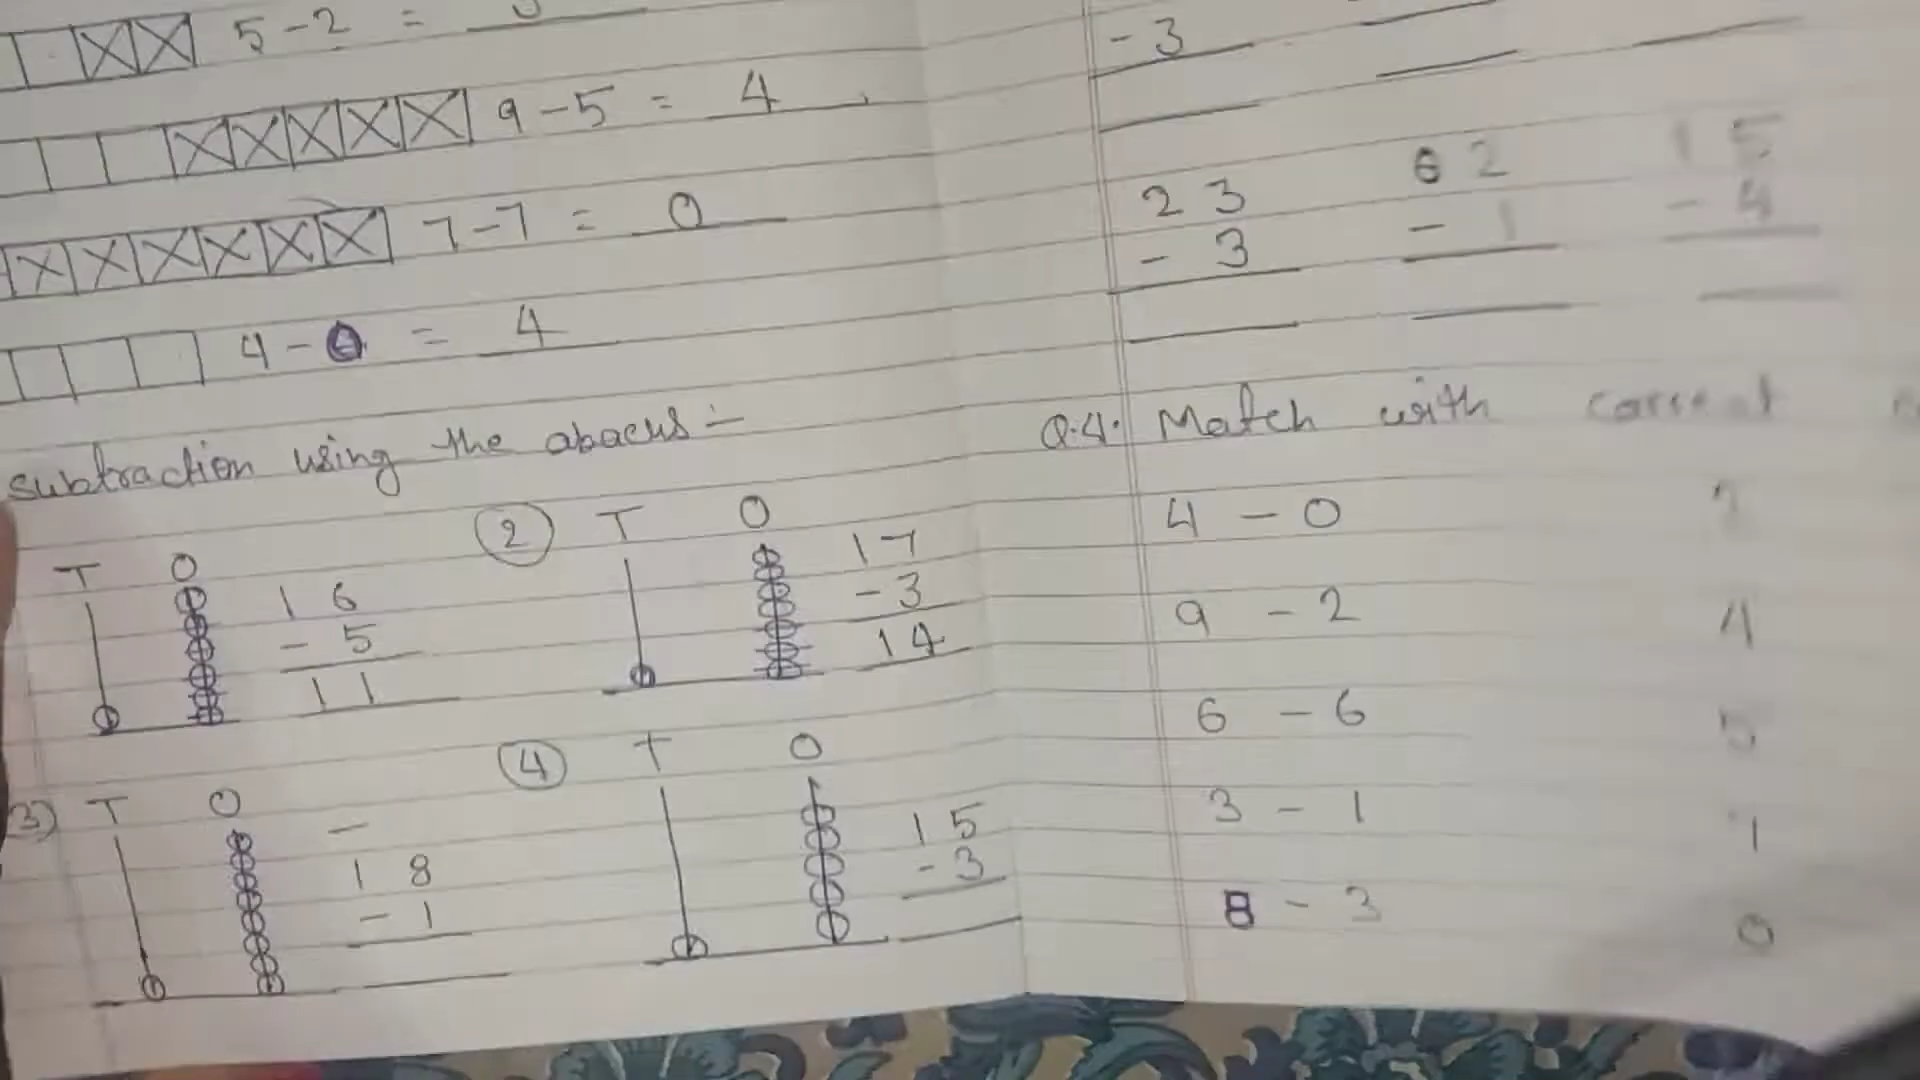 5 - 2 =
9 - 5 = 4
7 - 7 = 0
4 - 0 = 4
subtraction using the abacus :-
T O
1 6
- 5
1 1
2 T O
1 7
- 3
1 4
3) T O
-
1 8
- 1
4 T O
1 5
- 3
- 3
2 3
- 3
6 2
- 1
1 5
- 4
Q.4. Match with correct
4 - 0
9 - 2 4
6 - 6 5
3 - 1
8 - 3 0